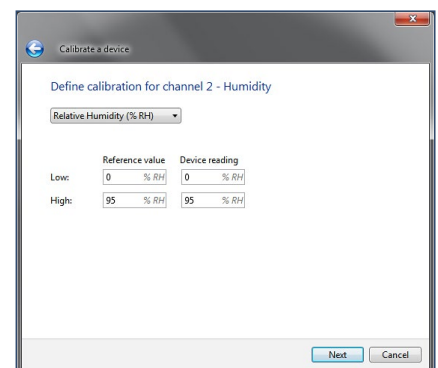 Calibrate a device
Define calibration for channel 2 - Humidity
Relative Humidity (% RH)
Reference value Device reading
Low: 0 % RH 0 % RH
High: 95 % RH 95 % RH
Next Cancel